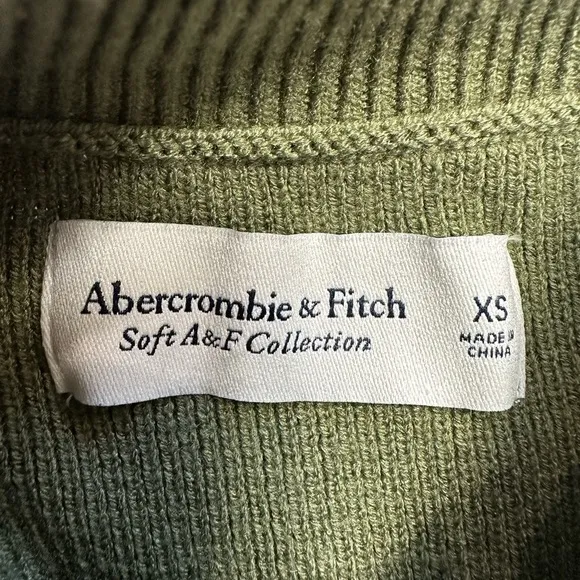 Abercrombie & Fitch
Soft A&F Collection
XS
MADE IN
CHINA